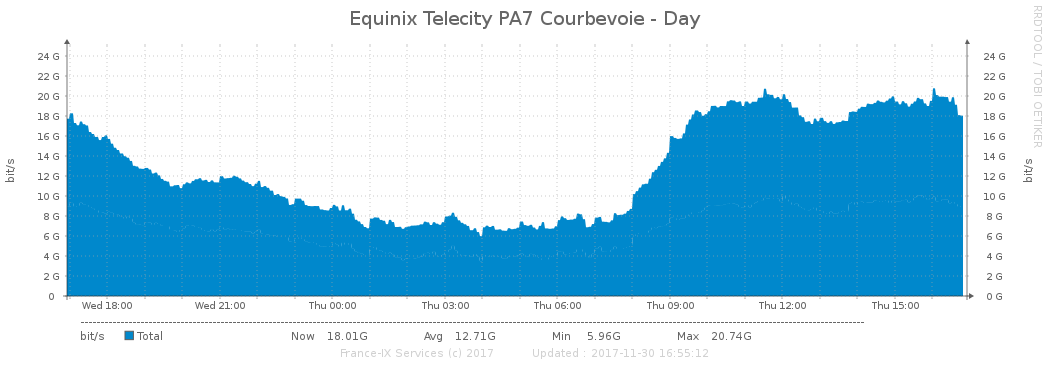 Equinix Telecity PA7 Courbevoie - Day
RRDTOOL / TOBI OETIKER
bit/s
24 G 24 G
22 G 22 G
20 G 20 G
18 G 18 G
16 G 16 G
14 G 14 G
12 G 12 G
10 G 10 G
8 G 8 G
6 G 6 G
4 G 4 G
2 G 2 G
0 0 G
bit/s
Wed 18:00 Wed 21:00 Thu 00:00 Thu 03:00 Thu 06:00 Thu 09:00 Thu 12:00 Thu 15:00
bit/s Total Now 18.01G Avg 12.71G Min 5.96G Max 20.74G
France-IX Services (c) 2017 Updated : 2017-11-30 16:55:12